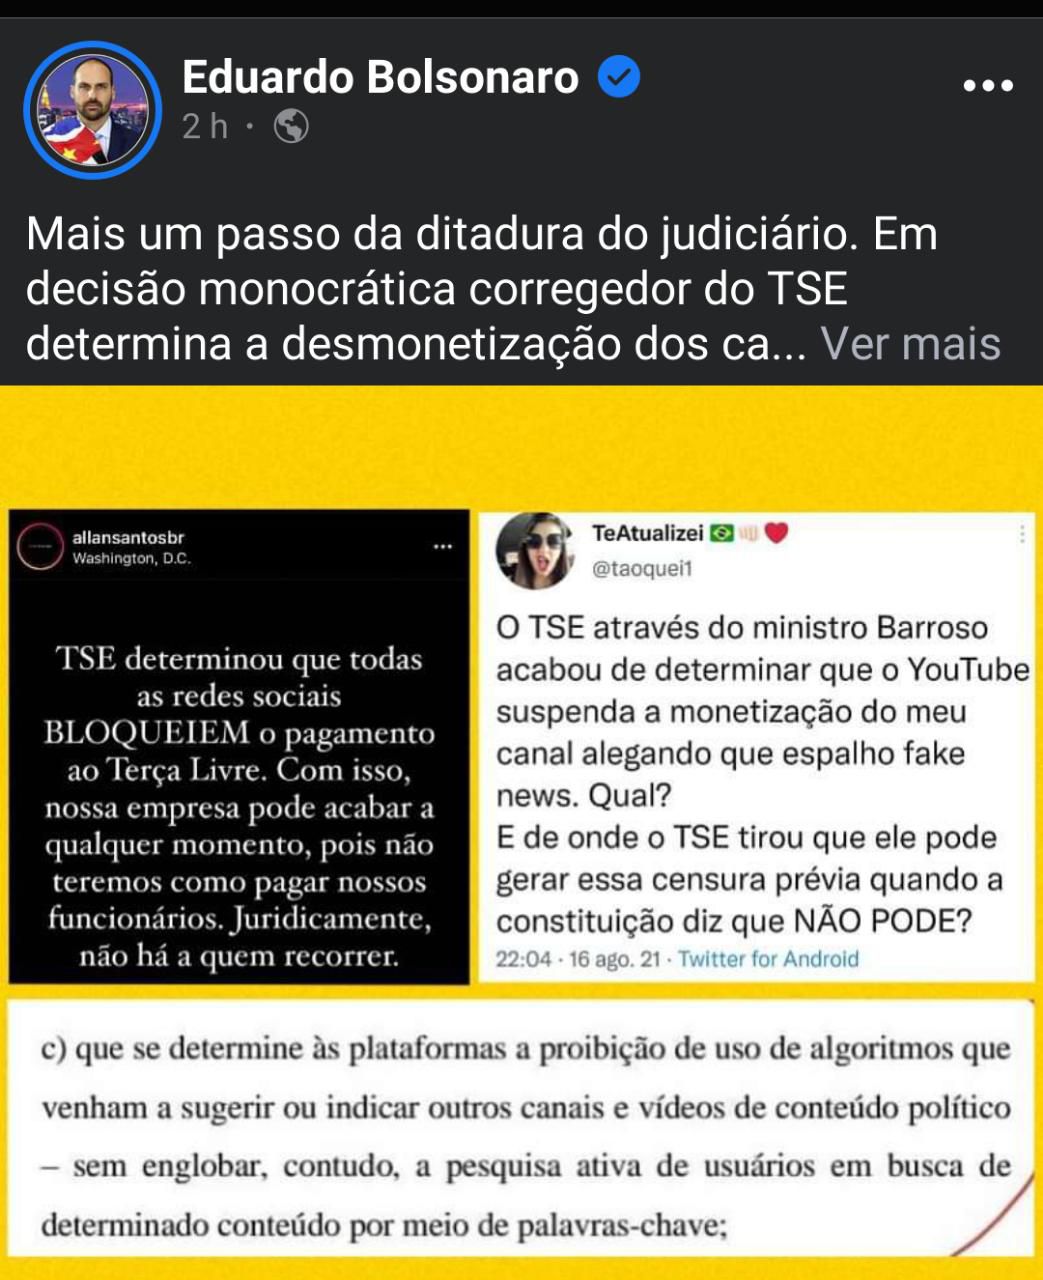 Eduardo Bolsonaro
2 h ·
Mais um passo da ditadura do judiciário. Em
decisão monocrática corregedor do TSE
determina a desmonetização dos ca... Ver mais
allansantosbr
Washington, D.C.
TSE determinou que todas
as redes sociais
BLOQUEIEM o pagamento
ao Terça Livre. Com isso,
nossa empresa pode acabar a
qualquer momento, pois não
teremos como pagar nossos
funcionários. Juridicamente,
não há a quem recorrer.
TeAtualizei 🇧🇷👊🏻❤️
@taoquei1
O TSE através do ministro Barroso
acabou de determinar que o YouTube
suspenda a monetização do meu
canal alegando que espalho fake
news. Qual?
E de onde o TSE tirou que ele pode
gerar essa censura prévia quando a
constituição diz que NÃO PODE?
22:04 · 16 ago. 21 · Twitter for Android
c) que se determine às plataformas a proibição de uso de algoritmos que
venham a sugerir ou indicar outros canais e vídeos de conteúdo político
– sem englobar, contudo, a pesquisa ativa de usuários em busca de
determinado conteúdo por meio de palavras-chave;